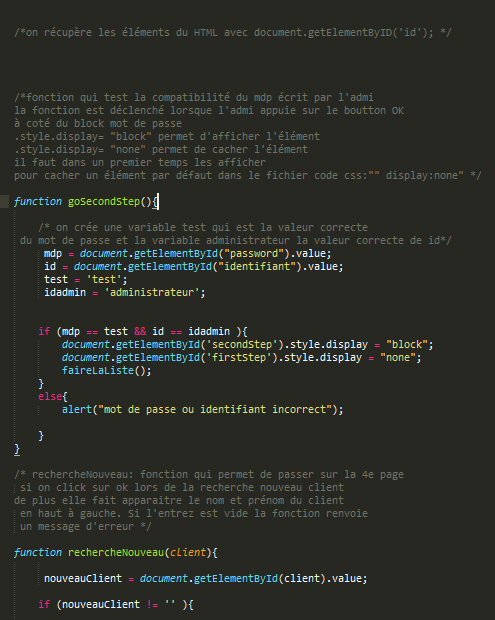 /*on récupère les éléments du HTML avec document.getElementByID('id'); */
/*fonction qui test la compatibilité du mdp écrit par l'admi
la fonction est déclenché lorsque l'admi appuie sur le boutton OK
à coté du block mot de passe
.style.display= "block" permet d'afficher l'élément
.style.display= "none" permet de cacher l'élément
il faut dans un premier temps les afficher
pour cacher un élément par défaut dans le fichier code css:"" display:none" */
function goSecondStep(){
/* on crée une variable test qui est la valeur correcte
du mot de passe et la variable administrateur la valeur correcte de id*/
mdp = document.getElementById("password").value;
id = document.getElementById("identifiant").value;
test = 'test';
idadmin = 'administrateur';
if (mdp == test && id == idadmin ){
document.getElementById('secondStep').style.display = "block";
document.getElementById('firstStep').style.display = "none";
faireLaListe();
}
else{
alert("mot de passe ou identifiant incorrect");
}
}
/* rechercheNouveau: fonction qui permet de passer sur la 4e page
si on click sur ok lors de la recherche nouveau client
de plus elle fait apparaitre le nom et prénom du client
en haut à gauche. Si l'entrez est vide la fonction renvoie
un message d'erreur */
function rechercheNouveau(client){
nouveauClient = document.getElementById(client).value;
if (nouveauClient != '' ){